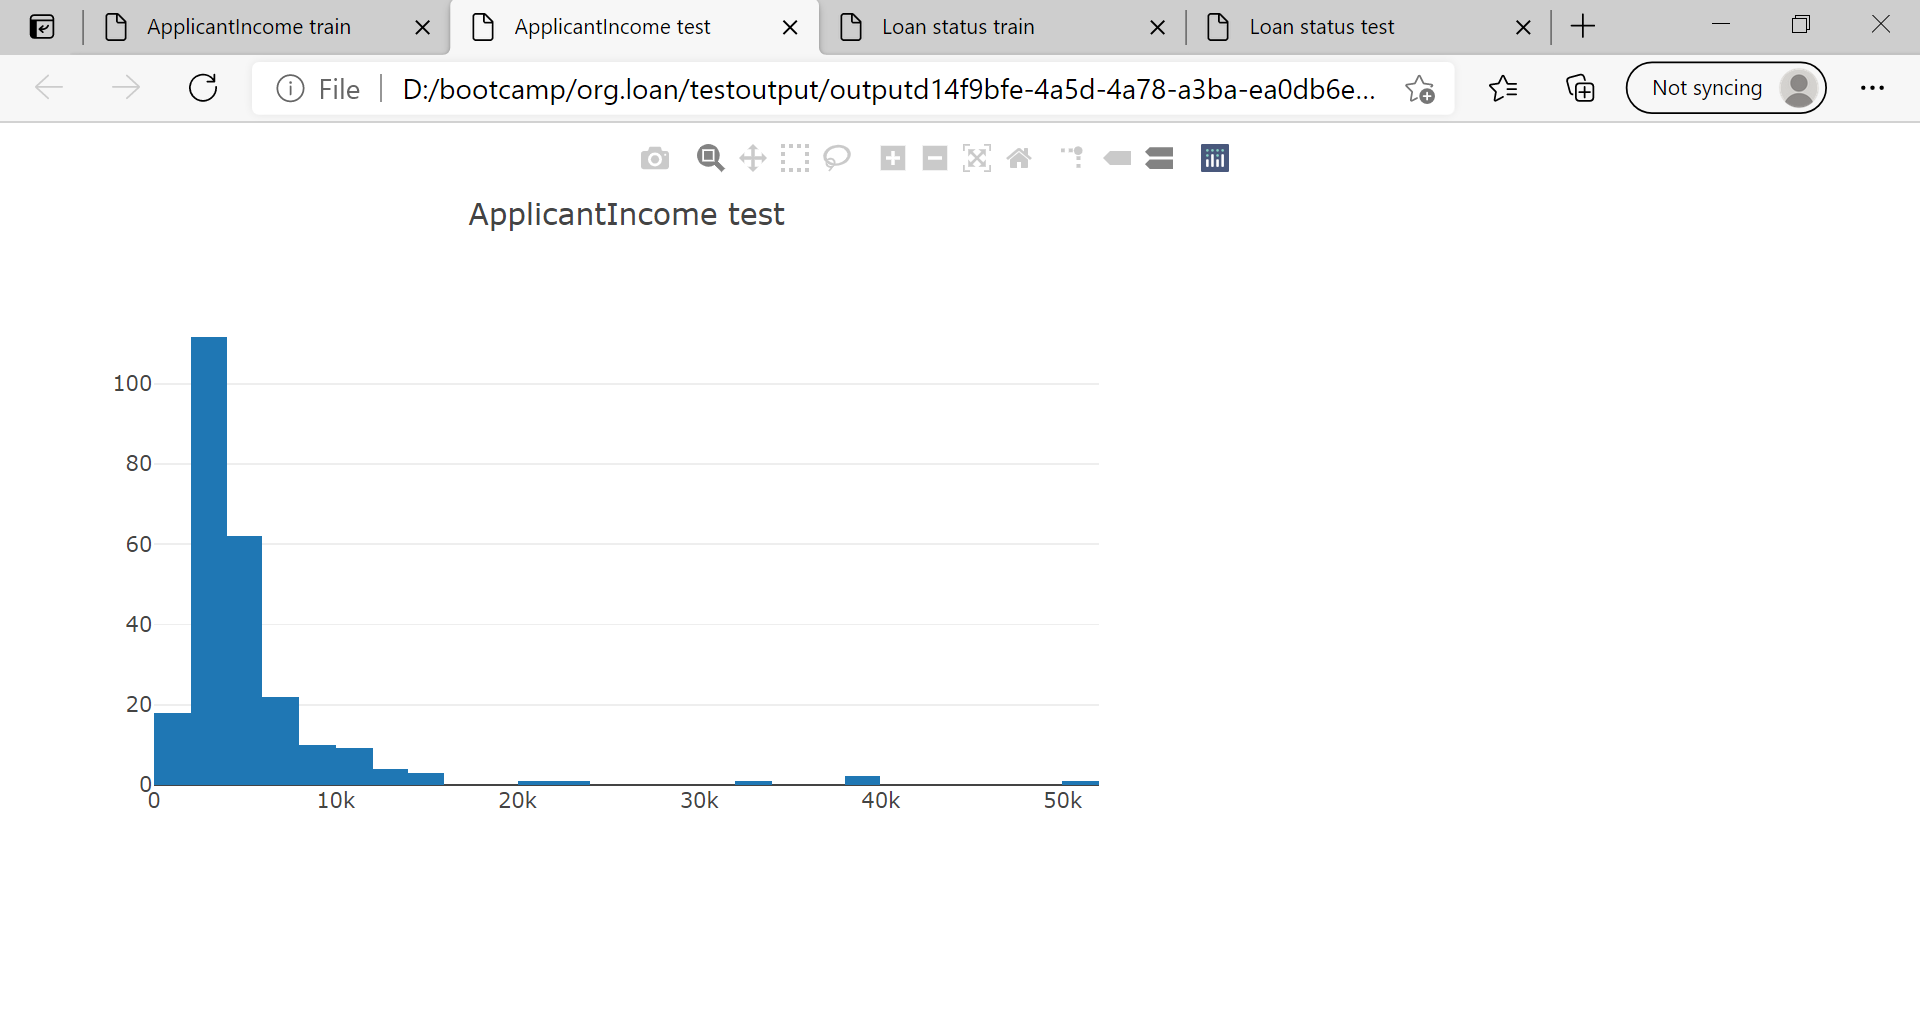 ApplicantIncome train
ApplicantIncome test
Loan status train
Loan status test
File
D:/bootcamp/org.loan/testoutput/outputd14f9bfe-4a5d-4a78-a3ba-ea0db6e...
Not syncing
ApplicantIncome test
100
80
60
40
20
0
0 10k 20k 30k 40k 50k